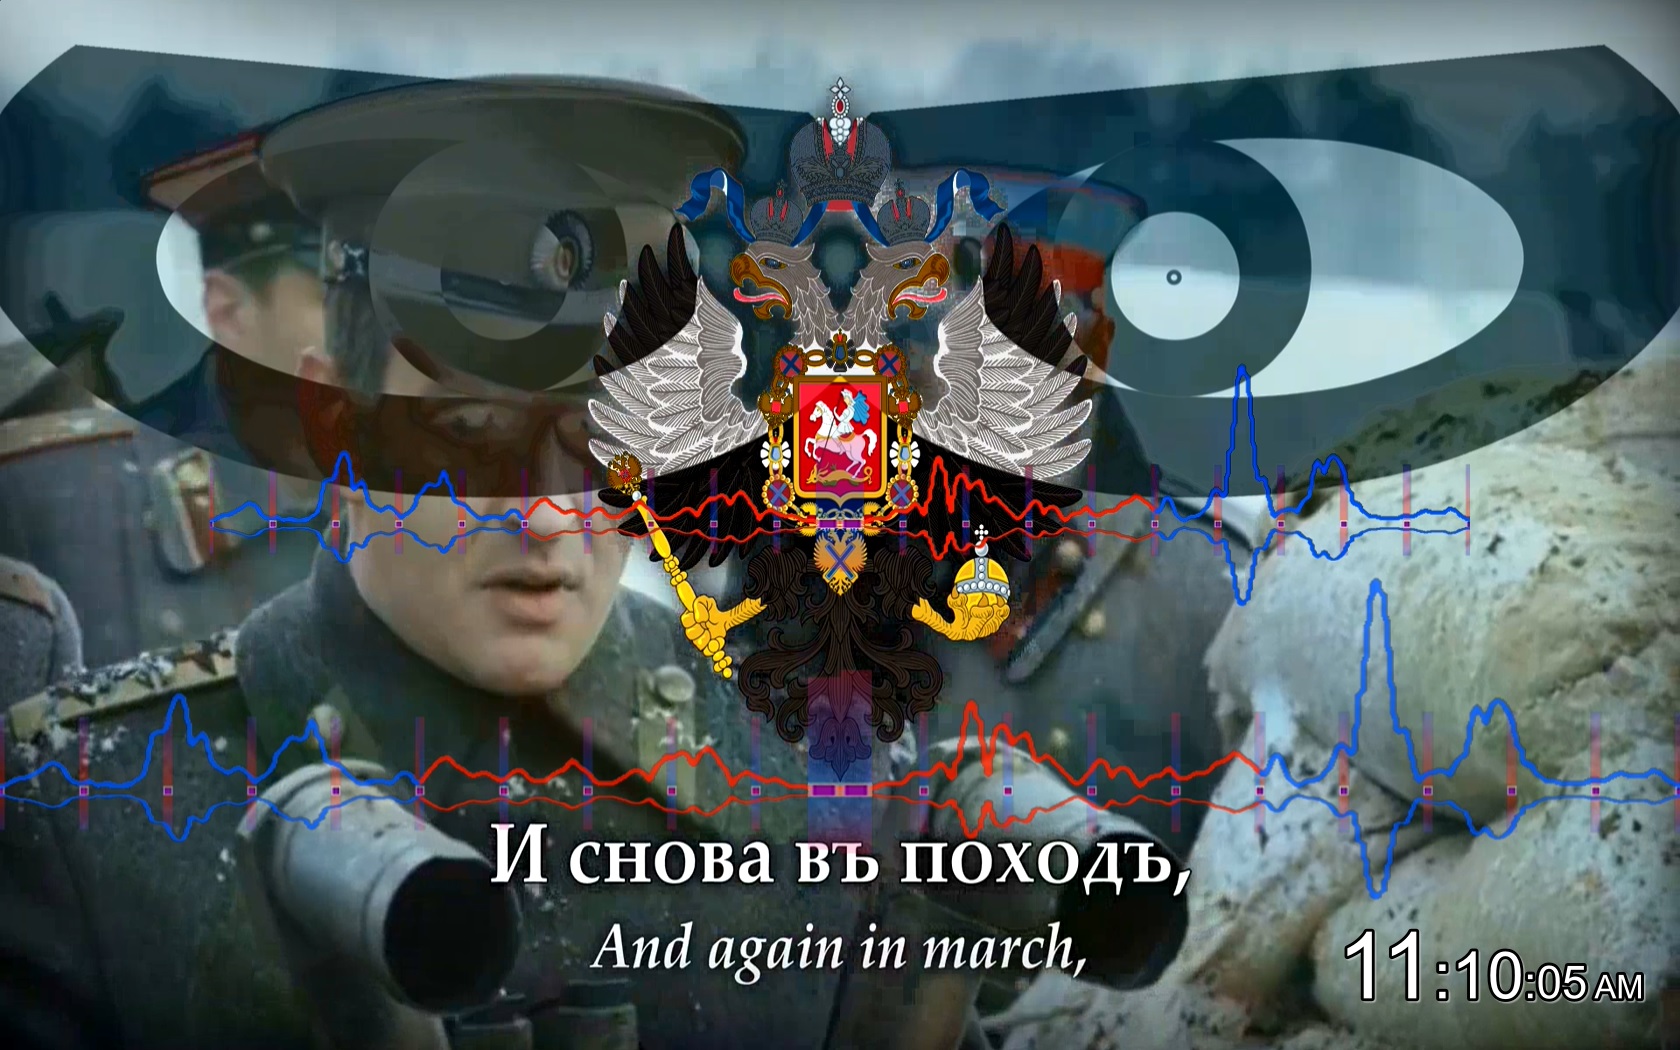 И снова въ походъ,
And again in march,
11:10:05 AM